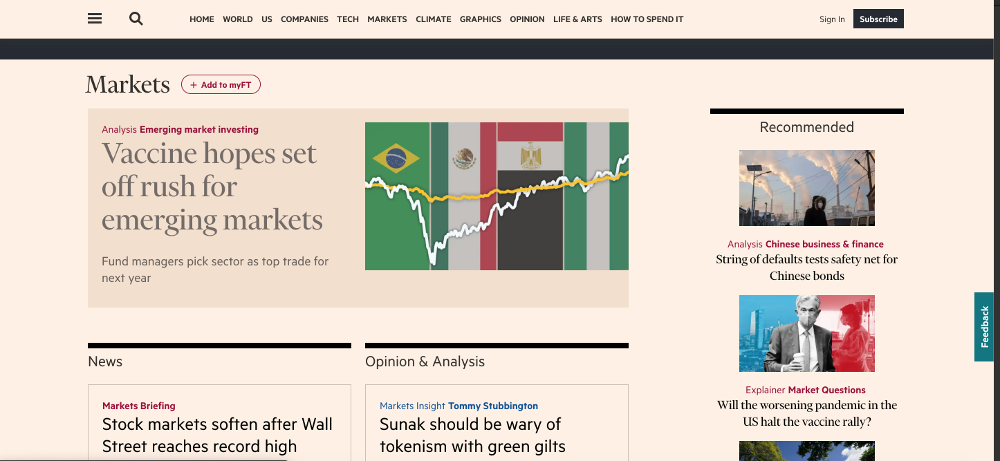 HOME WORLD US COMPANIES TECH MARKETS CLIMATE GRAPHICS OPINION LIFE & ARTS HOW TO SPEND IT
Sign In
Subscribe
Markets
+ Add to myFT
Analysis Emerging market investing
Vaccine hopes set
off rush for
emerging markets
Fund managers pick sector as top trade for
next year
News
Markets Briefing
Stock markets soften after Wall
Street reaches record high
Opinion & Analysis
Markets Insight Tommy Stubbington
Sunak should be wary of
tokenism with green gilts
Recommended
Analysis Chinese business & finance
String of defaults tests safety net for
Chinese bonds
Explainer Market Questions
Will the worsening pandemic in the
US halt the vaccine rally?
Feedback